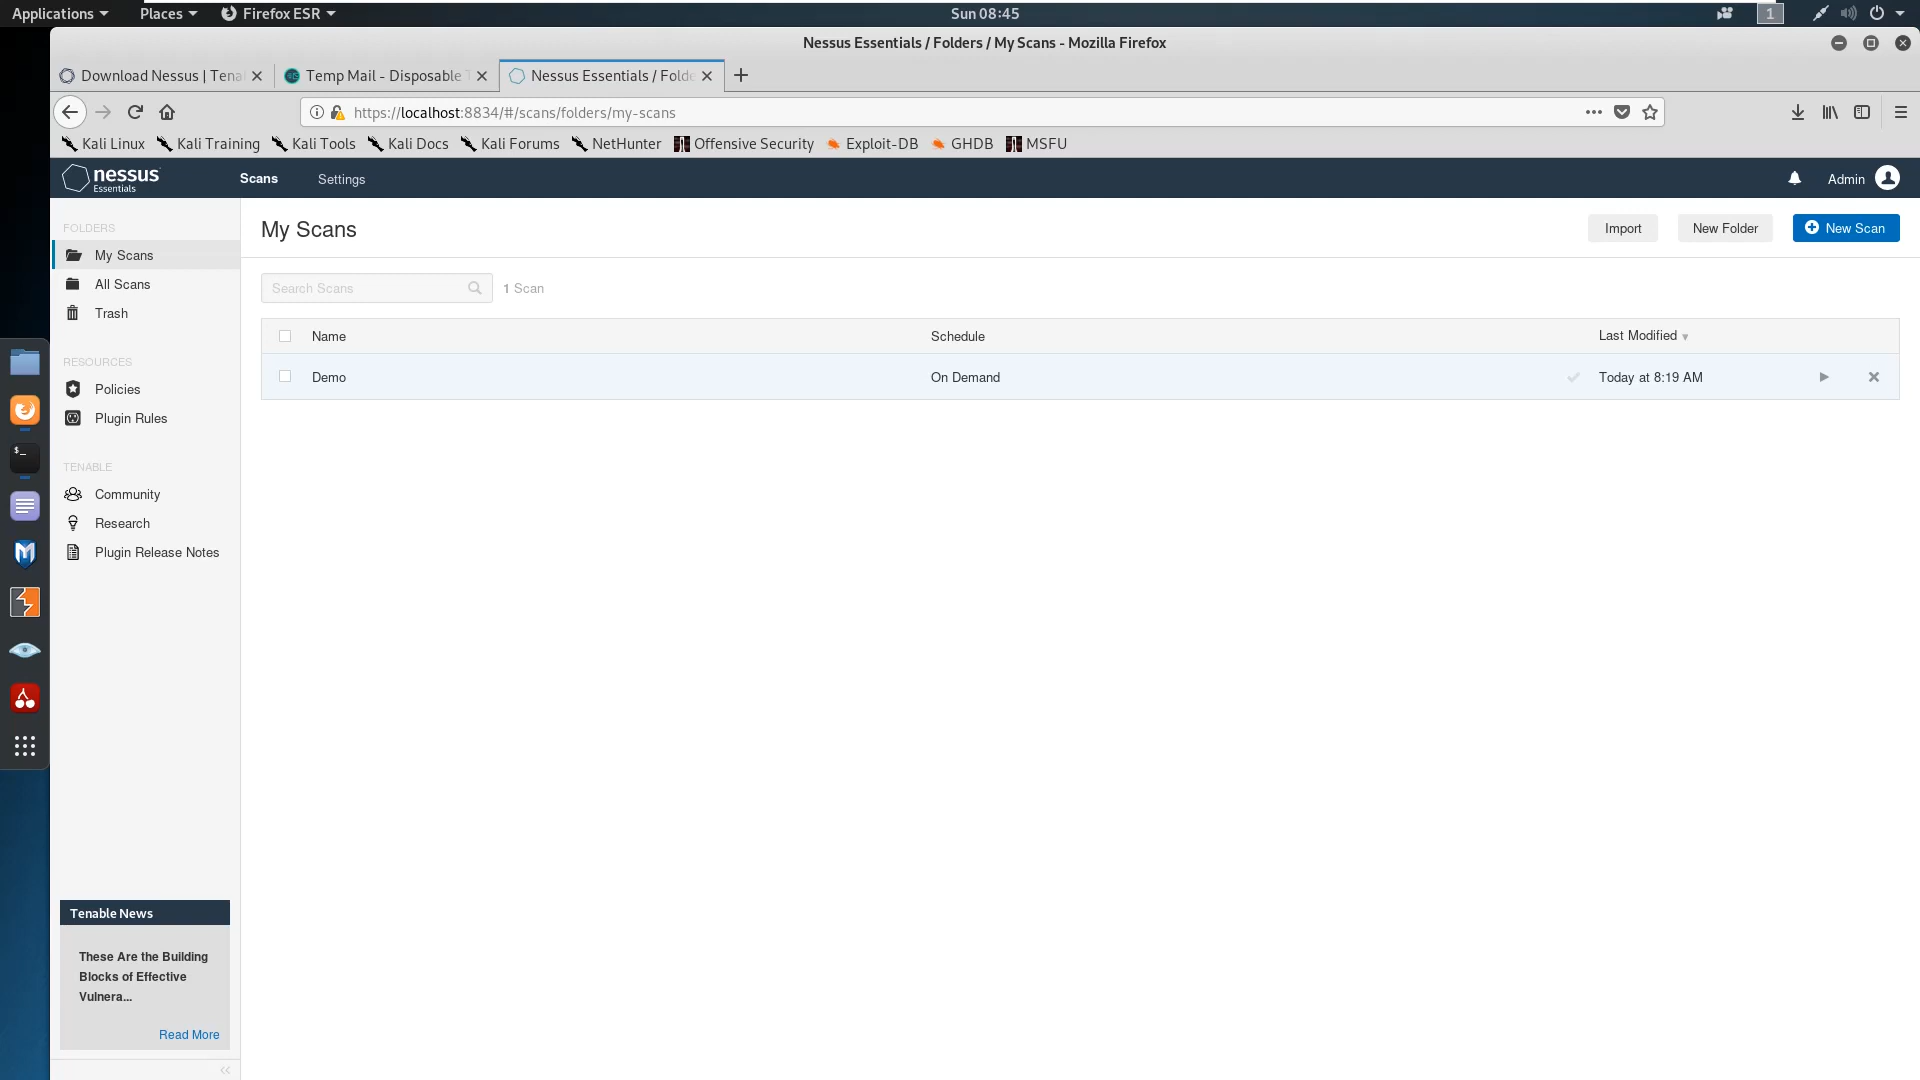 Applications Places Firefox ESR Sun 08:45 1
Nessus Essentials / Folders / My Scans - Mozilla Firefox
Download Nessus | Tena Temp Mail - Disposable T Nessus Essentials / Folde
https://localhost:8834/#/scans/folders/my-scans
Kali Linux Kali Training Kali Tools Kali Docs Kali Forums NetHunter Offensive Security Exploit-DB GHDB MSFU
nessus Essentials Scans Settings Admin
FOLDERS
My Scans
All Scans
Trash
RESOURCES
Policies
Plugin Rules
TENABLE
Community
Research
Plugin Release Notes
Tenable News
These Are the Building
Blocks of Effective
Vulnera...
Read More
My Scans Import New Folder New Scan
Search Scans 1 Scan
Name Schedule Last Modified
Demo On Demand Today at 8:19 AM